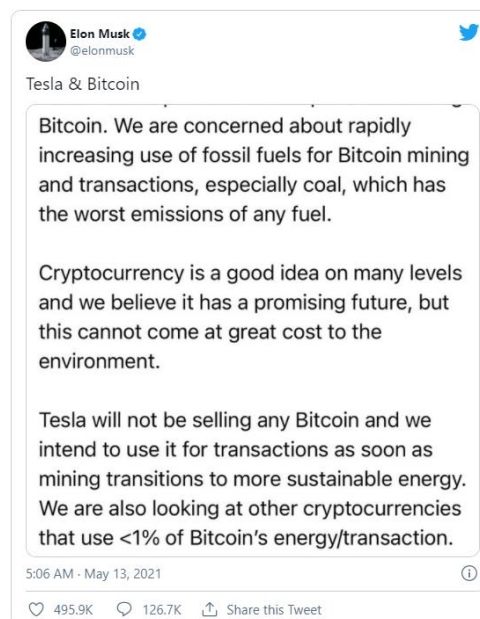 Elon Musk
@elonmusk
Tesla & Bitcoin
Bitcoin. We are concerned about rapidly
increasing use of fossil fuels for Bitcoin mining
and transactions, especially coal, which has
the worst emissions of any fuel.
Cryptocurrency is a good idea on many levels
and we believe it has a promising future, but
this cannot come at great cost to the
environment.
Tesla will not be selling any Bitcoin and we
intend to use it for transactions as soon as
mining transitions to more sustainable energy.
We are also looking at other cryptocurrencies
that use <1% of Bitcoin's energy/transaction.
5:06 AM · May 13, 2021
495.9K 126.7K Share this Tweet